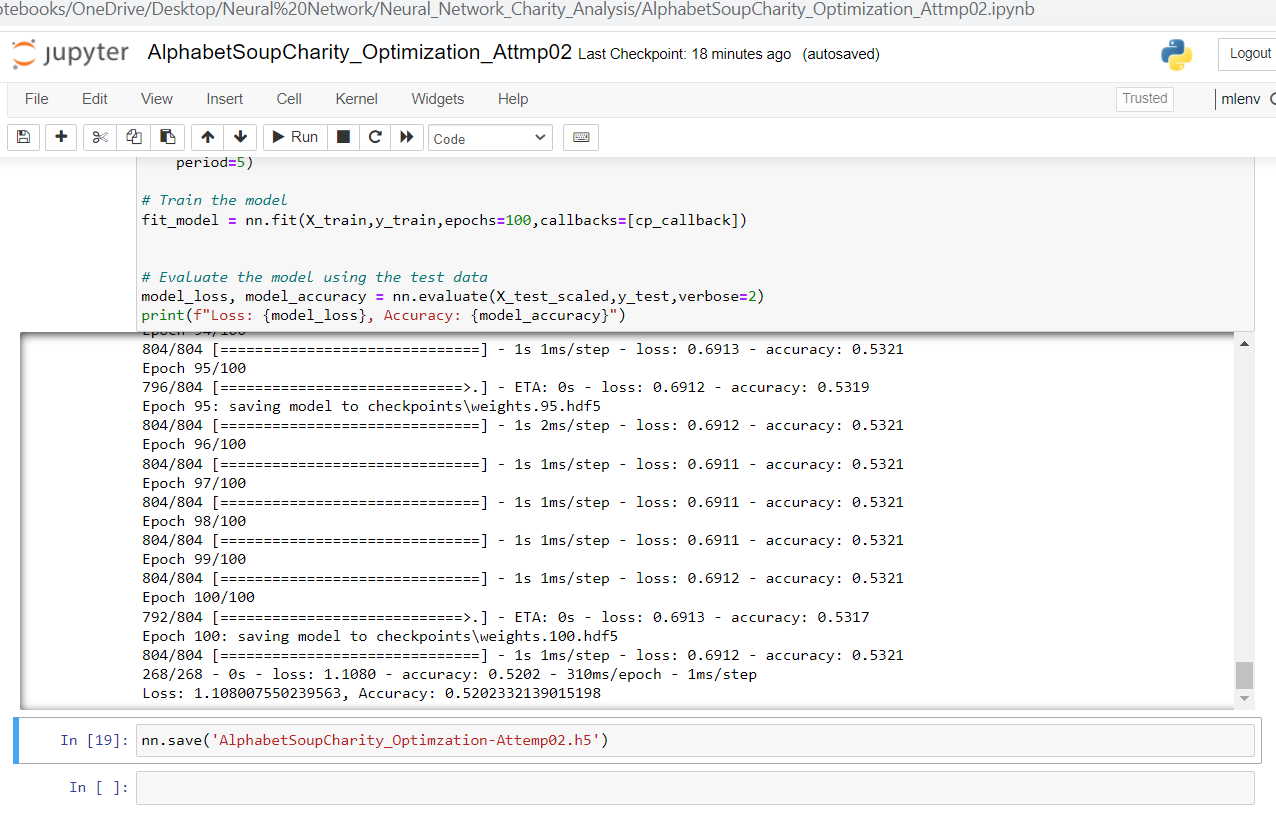 otebooks/OneDrive/Desktop/Neural%20Network/Neural_Network_Charity_Analysis/AlphabetSoupCharity_Optimization_Attmp02.ipynb
jupyter AlphabetSoupCharity_Optimization_Attmp02 Last Checkpoint: 18 minutes ago (autosaved)
Logout
File Edit View Insert Cell Kernel Widgets Help
Trusted
mlenv
Run
Code
period=5)
# Train the model
fit_model = nn.fit(X_train,y_train,epochs=100,callbacks=[cp_callback])
# Evaluate the model using the test data
model_loss, model_accuracy = nn.evaluate(X_test_scaled,y_test,verbose=2)
print(f"Loss: {model_loss}, Accuracy: {model_accuracy}")
Epoch 94/100
804/804 [==============================] - 1s 1ms/step - loss: 0.6913 - accuracy: 0.5321
Epoch 95/100
796/804 [============================>.] - ETA: 0s - loss: 0.6912 - accuracy: 0.5319
Epoch 95: saving model to checkpoints\weights.95.hdf5
804/804 [==============================] - 1s 2ms/step - loss: 0.6912 - accuracy: 0.5321
Epoch 96/100
804/804 [==============================] - 1s 1ms/step - loss: 0.6911 - accuracy: 0.5321
Epoch 97/100
804/804 [==============================] - 1s 1ms/step - loss: 0.6911 - accuracy: 0.5321
Epoch 98/100
804/804 [==============================] - 1s 1ms/step - loss: 0.6911 - accuracy: 0.5321
Epoch 99/100
804/804 [==============================] - 1s 1ms/step - loss: 0.6912 - accuracy: 0.5321
Epoch 100/100
792/804 [============================>.] - ETA: 0s - loss: 0.6913 - accuracy: 0.5317
Epoch 100: saving model to checkpoints\weights.100.hdf5
804/804 [==============================] - 1s 1ms/step - loss: 0.6912 - accuracy: 0.5321
268/268 - 0s - loss: 1.1080 - accuracy: 0.5202 - 310ms/epoch - 1ms/step
Loss: 1.108007550239563, Accuracy: 0.5202332139015198
In [19]: nn.save('AlphabetSoupCharity_Optimzation-Attemp02.h5')
In [ ]: